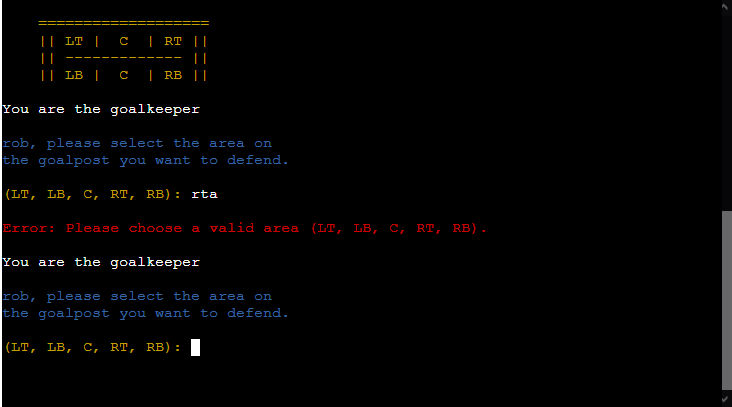 ===================
|| LT |  C  | RT ||
|| ------------- ||
|| LB |  C  | RB ||
You are the goalkeeper
rob, please select the area on
the goalpost you want to defend.
(LT, LB, C, RT, RB): rta
Error: Please choose a valid area (LT, LB, C, RT, RB).
You are the goalkeeper
rob, please select the area on
the goalpost you want to defend.
(LT, LB, C, RT, RB):